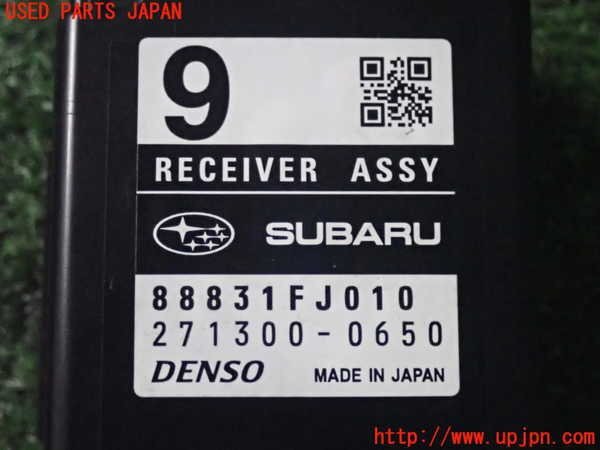 USED PARTS JAPAN
9
RECEIVER ASSY
SUBARU
88831FJ010
271300-0650
DENSO MADE IN JAPAN
http://www.upjpn.com/